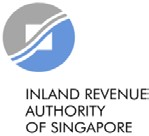 INLAND REVENUE
AUTHORITY
OF SINGAPORE